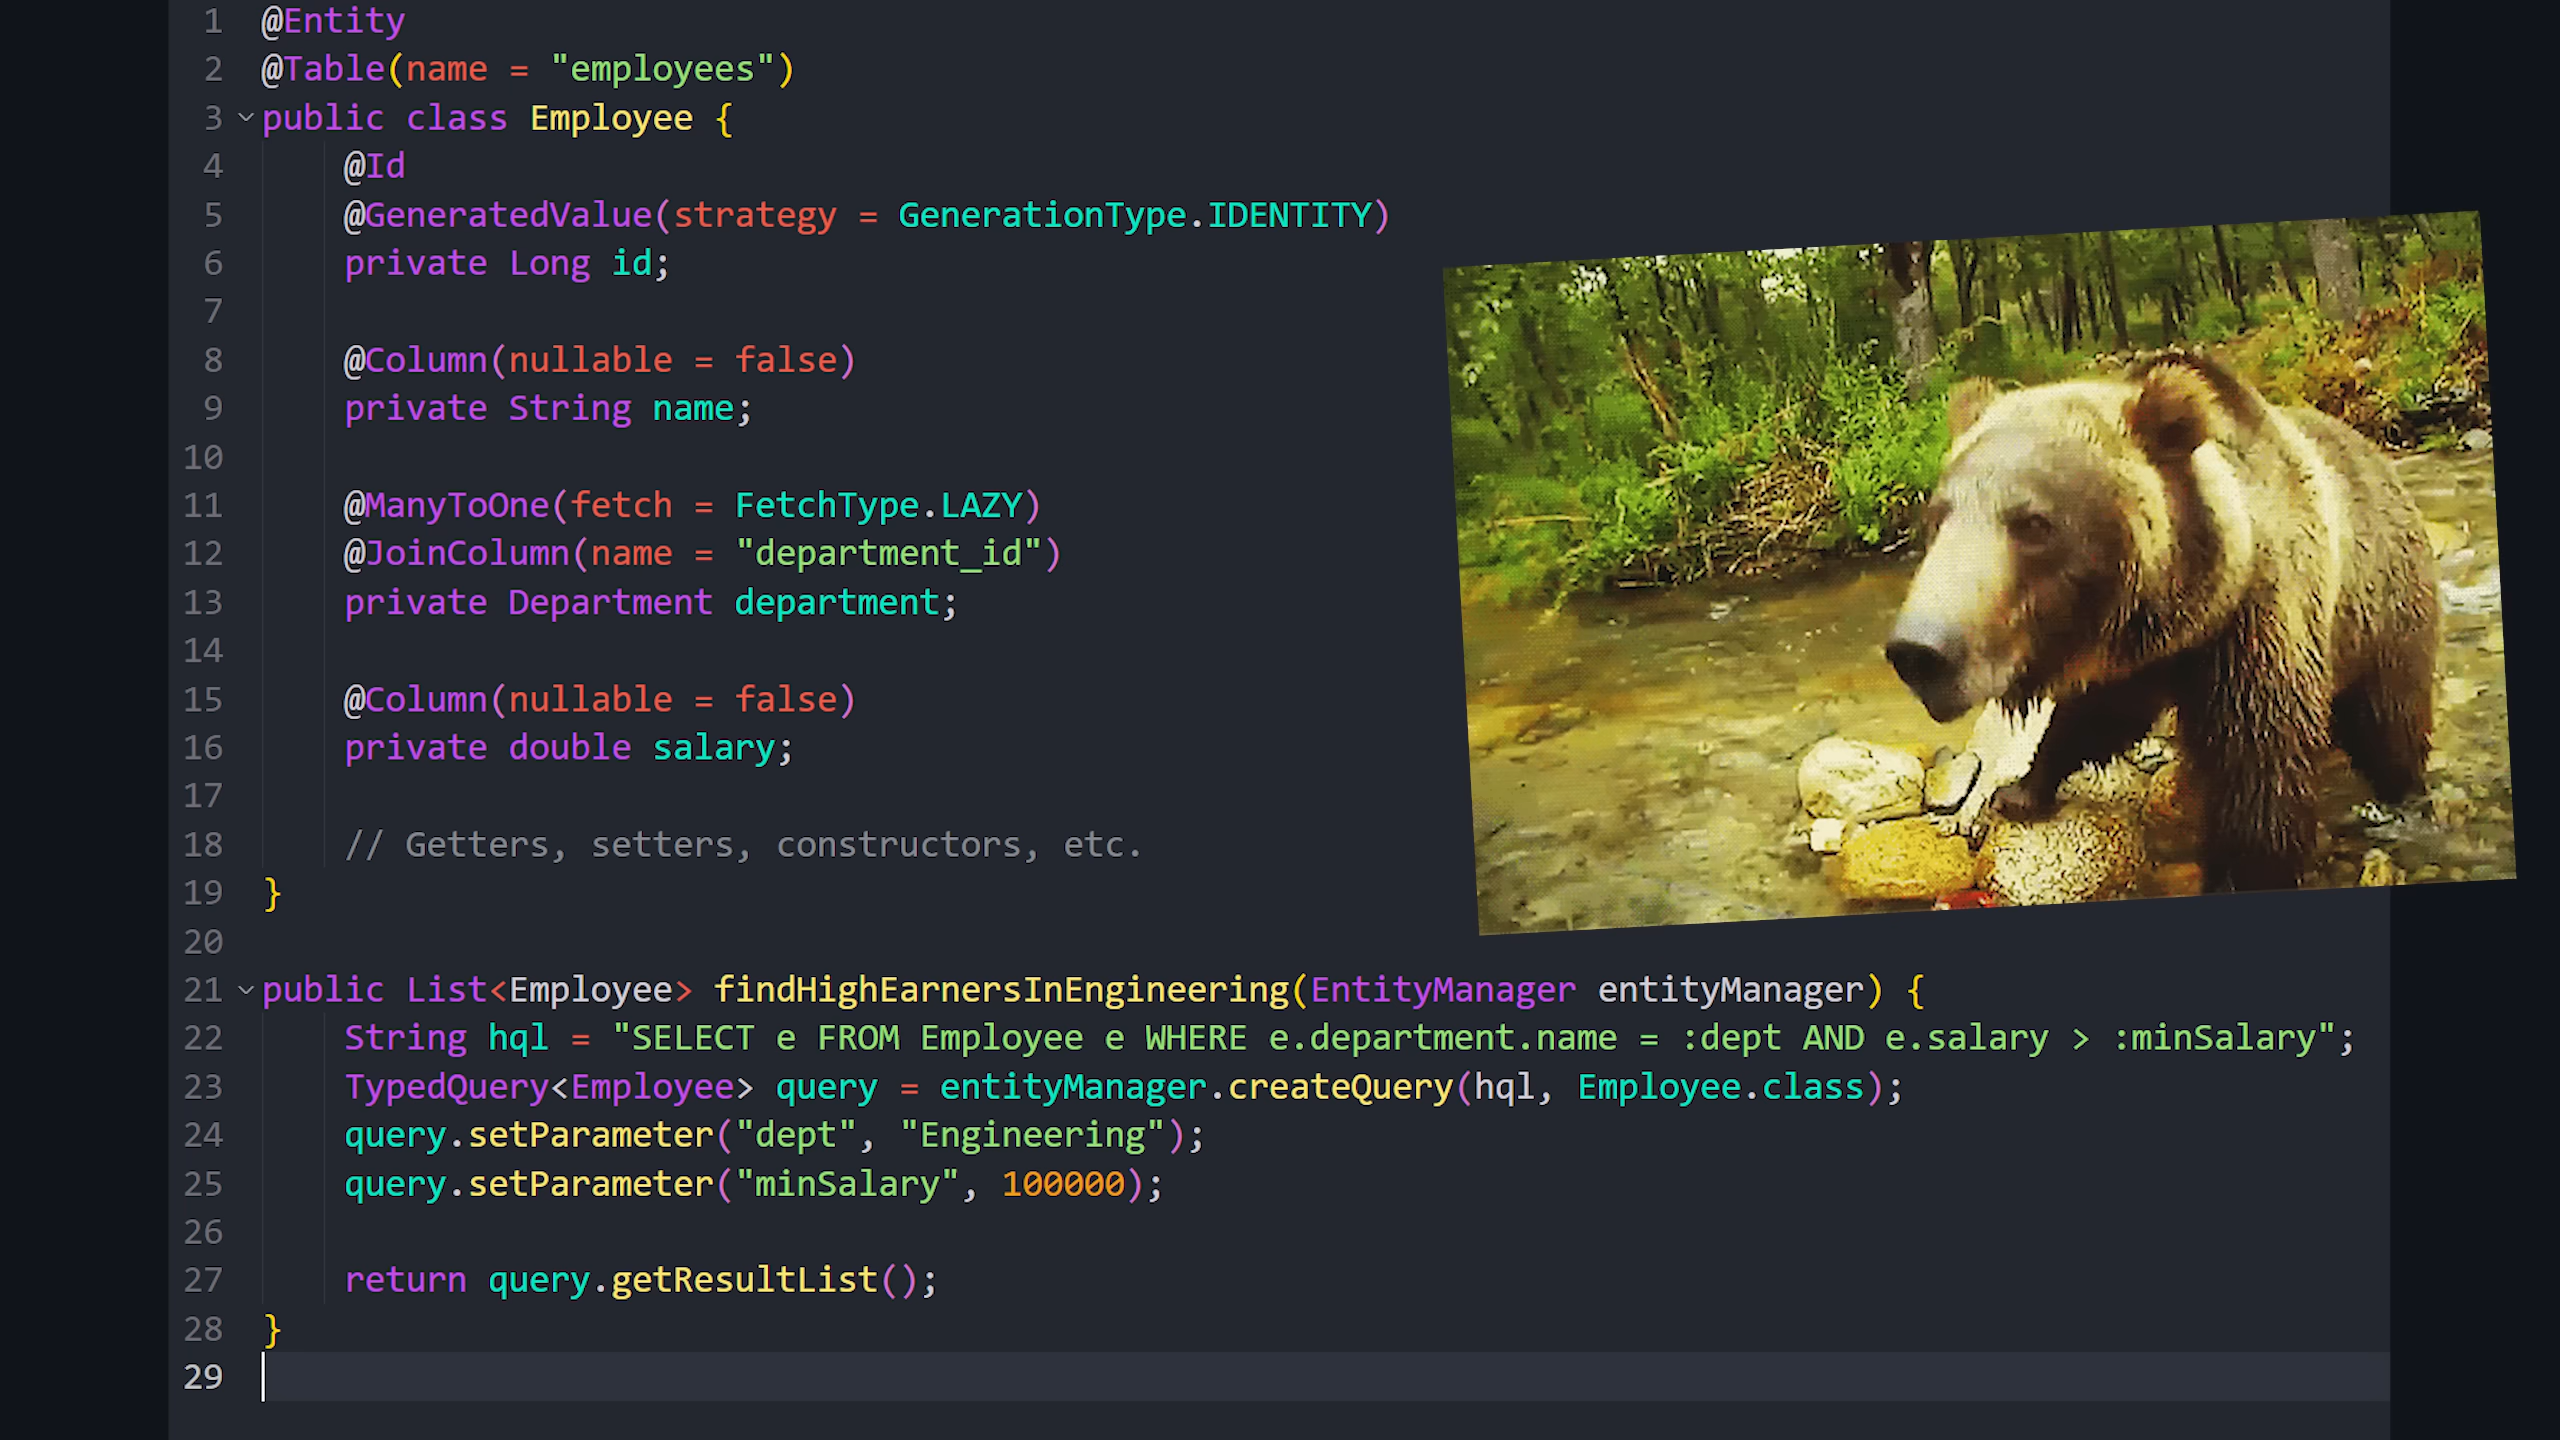 1 @Entity
2 @Table(name = "employees")
3 public class Employee {
4 @Id
5 @GeneratedValue(strategy = GenerationType.IDENTITY)
6 private Long id;
7
8 @Column(nullable = false)
9 private String name;
10
11 @ManyToOne(fetch = FetchType.LAZY)
12 @JoinColumn(name = "department_id")
13 private Department department;
14
15 @Column(nullable = false)
16 private double salary;
17
18 // Getters, setters, constructors, etc.
19 }
20
21 public List<Employee> findHighEarnersInEngineering(EntityManager entityManager) {
22 String hql = "SELECT e FROM Employee e WHERE e.department.name = :dept AND e.salary > :minSalary";
23 TypedQuery<Employee> query = entityManager.createQuery(hql, Employee.class);
24 query.setParameter("dept", "Engineering");
25 query.setParameter("minSalary", 100000);
26
27 return query.getResultList();
28 }
29